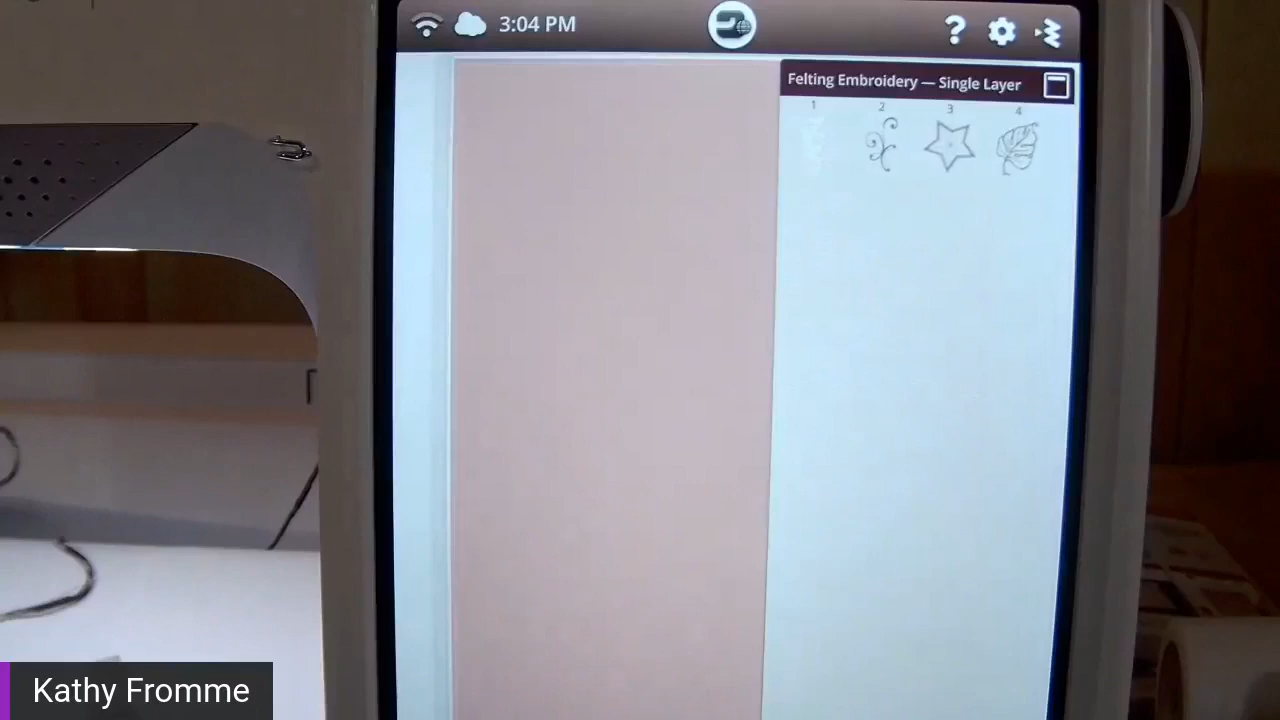 3:04 PM
?
Felting Embroidery — Single Layer
1 2 3 4
Kathy Fromme